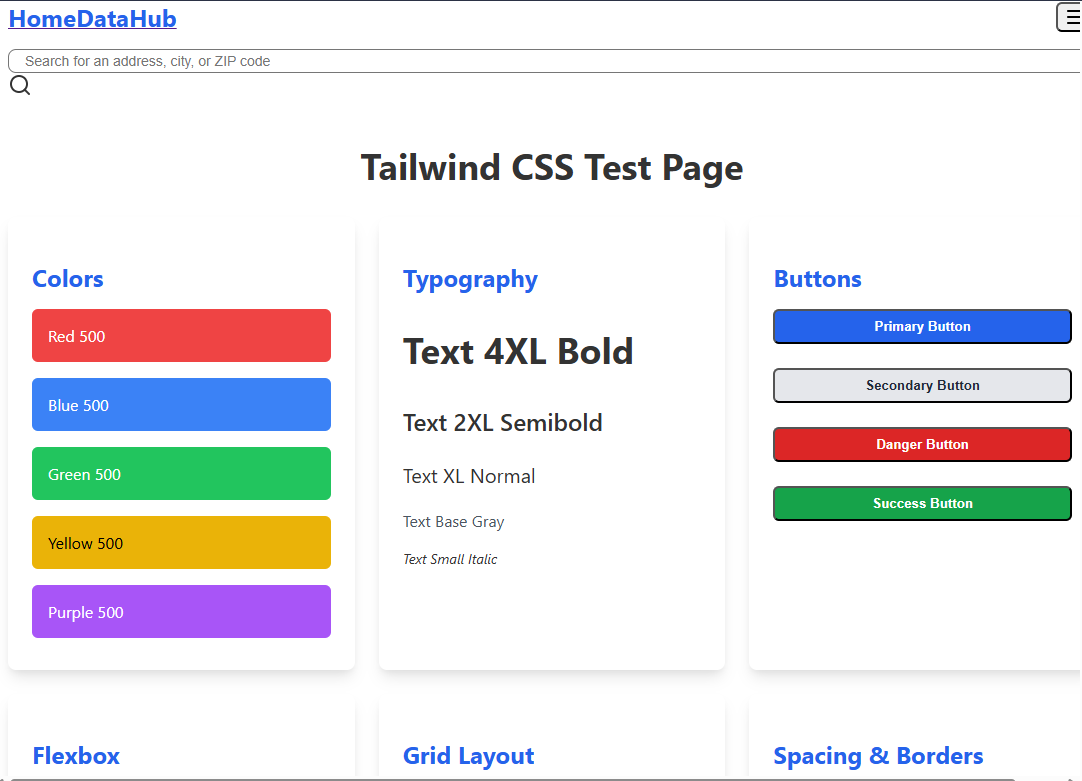 HomeDataHub
Search for an address, city, or ZIP code
Tailwind CSS Test Page
Colors
Red 500
Blue 500
Green 500
Yellow 500
Purple 500
Typography
Text 4XL Bold
Text 2XL Semibold
Text XL Normal
Text Base Gray
Text Small Italic
Buttons
Primary Button
Secondary Button
Danger Button
Success Button
Flexbox
Grid Layout
Spacing & Borders